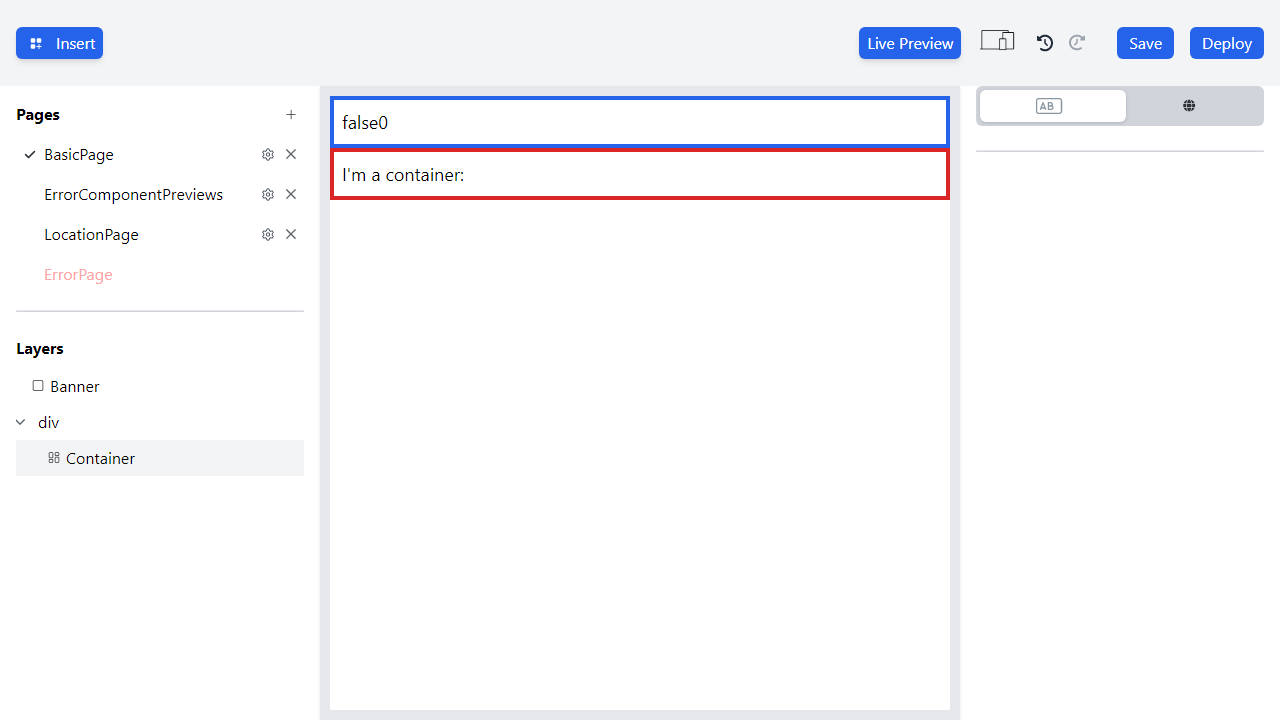 Insert
Live Preview
Save
Deploy
Pages
BasicPage
ErrorComponentPreviews
LocationPage
ErrorPage
Layers
Banner
div
Container
false0
I'm a container:
AB